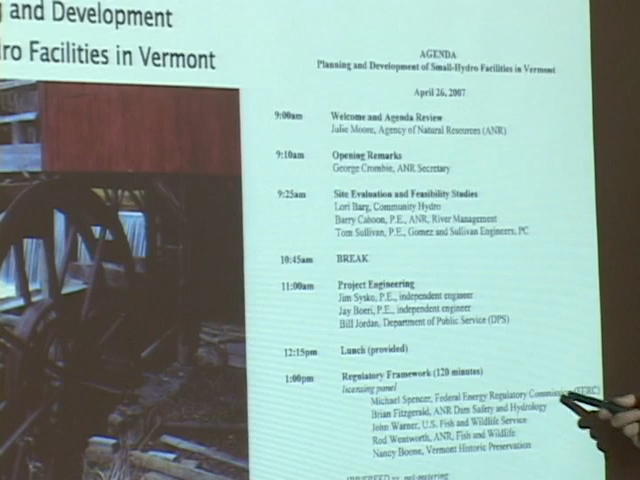 g and Development
dro Facilities in Vermont
AGENDA
Planning and Development of Small-Hydro Facilities in Vermont
April 26, 2007
9:00am Welcome and Agenda Review
Julie Moore, Agency of Natural Resources (ANR)
9:10am Opening Remarks
George Crombie, ANR Secretary
9:25am Site Evaluation and Feasibility Studies
Lori Barg, Community Hydro
Barry Cahoon, P.E., ANR, River Management
Tom Sullivan, P.E., Gomez and Sullivan Engineers, PC
10:45am BREAK
11:00am Project Engineering
Jim Sysko, P.E., independent engineer
Jay Boeri, P.E., independent engineer
Bill Jordan, Department of Public Service (DPS)
12:15pm Lunch (provided)
1:00pm Regulatory Framework (120 minutes)
licensing panel
Michael Spencer, Federal Energy Regulatory Commission (FERC)
Brian Fitzgerald, ANR Dam Safety and Hydrology
John Warner, U.S. Fish and Wildlife Service
Rod Wentworth, ANR, Fish and Wildlife
Nancy Boone, Vermont Historic Preservation
net-metering